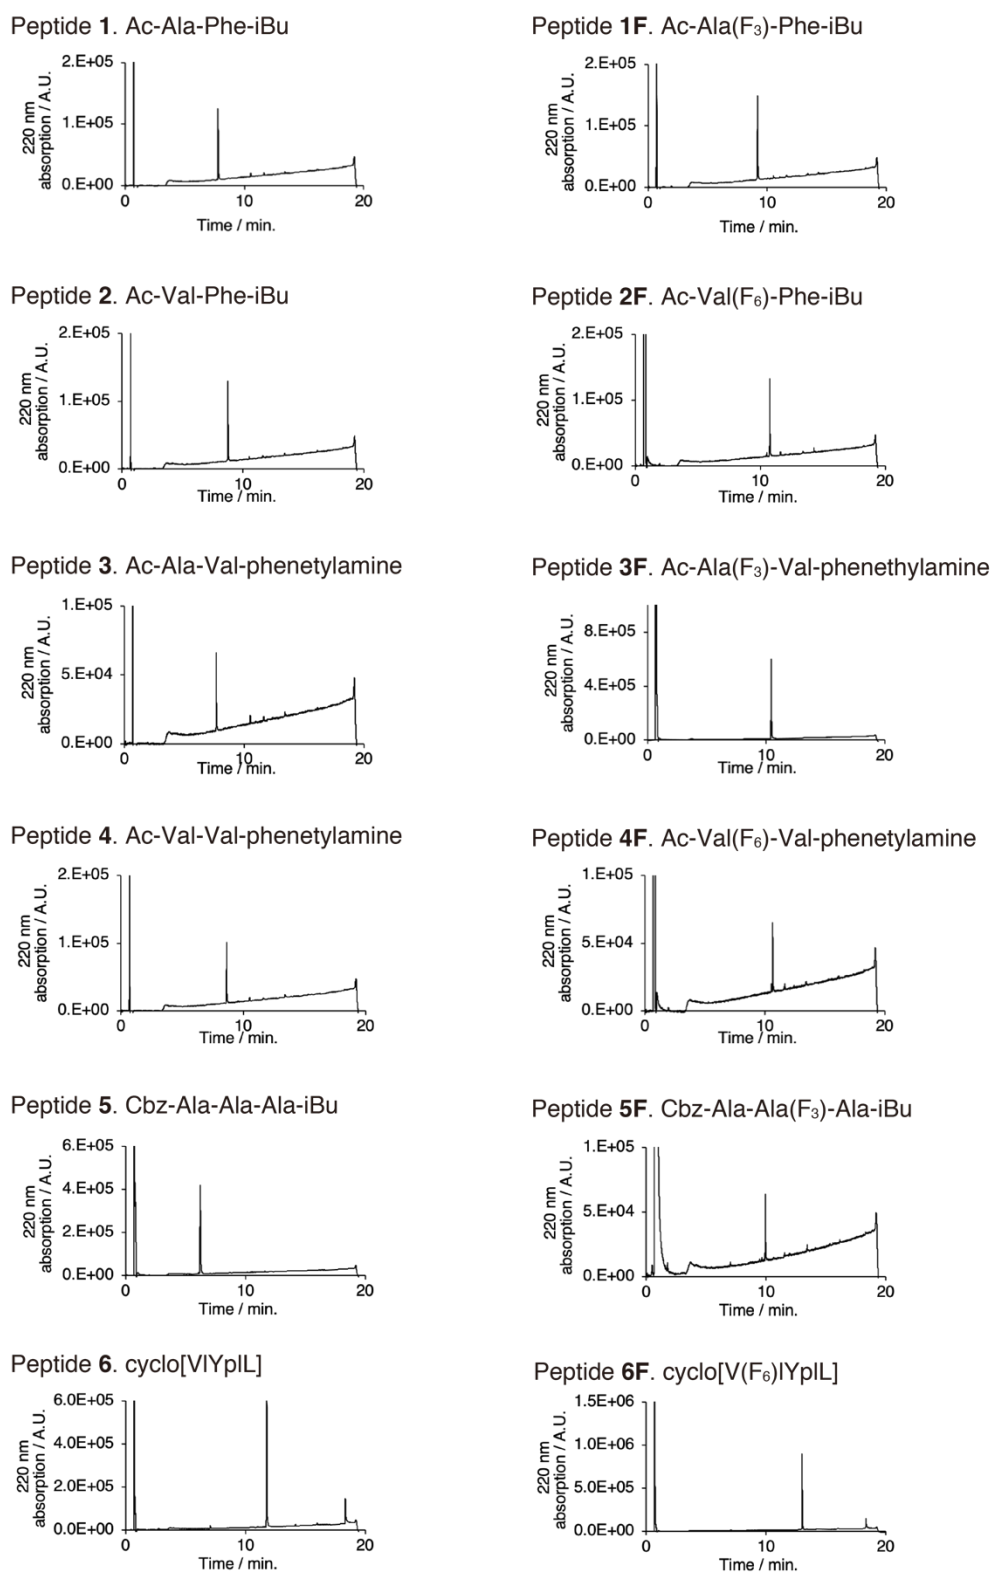 Peptide 1. Ac-Ala-Phe-iBu
220 nm
absorption / A.U.
2.E+05
1.E+05
0.E+00
0
10
20
Time / min.
Peptide 1F. Ac-Ala(F₃)-Phe-iBu
220 nm
absorption / A.U.
2.E+05
1.E+05
0.E+00
0
10
20
Time / min.
Peptide 2. Ac-Val-Phe-iBu
220 nm
absorption / A.U.
2.E+05
1.E+05
0.E+00
0
10
20
Time / min.
Peptide 2F. Ac-Val(F₆)-Phe-iBu
220 nm
absorption / A.U.
2.E+05
1.E+05
0.E+00
0
10
20
Time / min.
Peptide 3. Ac-Ala-Val-phenetylamine
220 nm
absorption / A.U.
1.E+05
5.E+04
0.E+00
0
10
20
Time / min.
Peptide 3F. Ac-Ala(F₃)-Val-phenethylamine
220 nm
absorption / A.U.
8.E+05
4.E+05
0.E+00
0
10
20
Time / min.
Peptide 4. Ac-Val-Val-phenetylamine
220 nm
absorption / A.U.
2.E+05
1.E+05
0.E+00
0
10
20
Time / min.
Peptide 4F. Ac-Val(F₆)-Val-phenetylamine
220 nm
absorption / A.U.
1.E+05
5.E+04
0.E+00
0
10
20
Time / min.
Peptide 5. Cbz-Ala-Ala-Ala-iBu
220 nm
absorption / A.U.
6.E+05
4.E+05
2.E+05
0.E+00
0
10
20
Time / min.
Peptide 5F. Cbz-Ala-Ala(F₃)-Ala-iBu
220 nm
absorption / A.U.
1.E+05
5.E+04
0.E+00
0
10
20
Time / min.
Peptide 6. cyclo[VlYplL]
220 nm
absorption / A.U.
6.0E+05
4.0E+05
2.0E+05
0.0E+00
0
10
20
Time / min.
Peptide 6F. cyclo[V(F₆)lYplL]
220 nm
absorption / A.U.
1.5E+06
1.0E+06
5.0E+05
0.0E+00
0
10
20
Time / min.